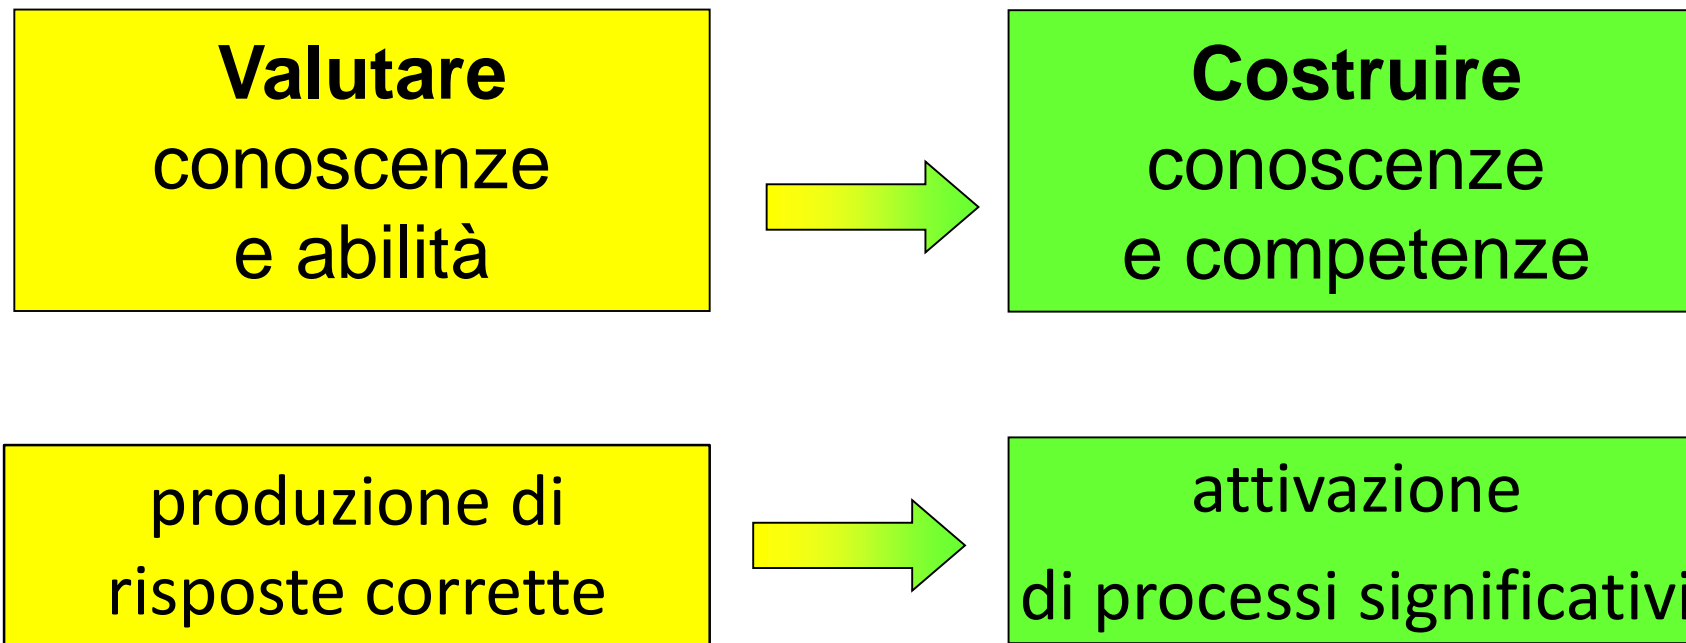 Valutare
conoscenze
e abilità
Costruire
conoscenze
e competenze
produzione di
risposte corrette
attivazione
di processi significativi